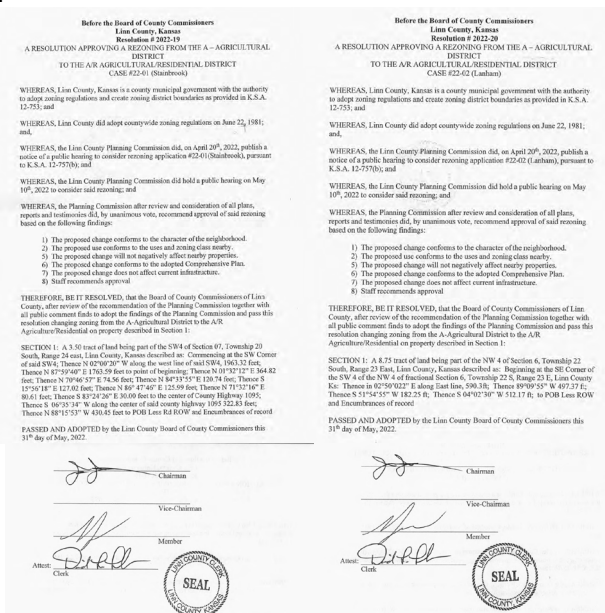 Before the Board of County Commissioners
Linn County, Kansas
Resolution # 2022-19
A RESOLUTION APPROVING A REZONING FROM THE A – AGRICULTURAL
DISTRICT
TO THE A/R AGRICULTURAL/RESIDENTIAL DISTRICT
CASE #22-01 (Stainbrook)
WHEREAS, Linn County, Kansas is a county municipal government with the authority
to adopt zoning regulations and create zoning district boundaries as provided in K.S.A.
12-753; and
WHEREAS, Linn County did adopt countywide zoning regulations on June 22, 1981;
and,
WHEREAS, the Linn County Planning Commission did, on April 20th, 2022, publish a
notice of a public hearing to consider rezoning application #22-01(Stainbrook), pursuant
to K.S.A. 12-757(b); and
WHEREAS, the Linn County Planning Commission did hold a public hearing on May
10th, 2022 to consider said rezoning; and
WHEREAS, the Planning Commission after review and consideration of all plans,
reports and testimonies did, by unanimous vote, recommend approval of said rezoning
based on the following findings:
1) The proposed change conforms to the character of the neighborhood.
2) The proposed use conforms to the uses and zoning class nearby.
5) The proposed change will not negatively affect nearby properties.
6) The proposed change conforms to the adopted Comprehensive Plan.
7) The proposed change does not affect current infrastructure.
8) Staff recommends approval
THEREFORE, BE IT RESOLVED, that the Board of County Commissioners of Linn
County, after review of the recommendation of the Planning Commission together with
all public comment finds to adopt the findings of the Planning Commission and pass this
resolution changing zoning from the A-Agricultural District to the A/R
Agriculture/Residential on property described in Section 1:
SECTION 1: A 3.50 tract of land being part of the SW4 of Section 07, Township 20
South, Range 24 east, Linn County, Kansas described as: Commencing at the SW Corner
of said SW4; Thence N 02°00'20" W along the west line of said SW4, 1963.32 feet;
Thence N 87°59'40" E 1763.59 feet to point of beginning; Thence N 01°32'12" E 364.82
feet; Thence N 70°46'57" E 74.56 feet; Thence N 84°33'55" E 120.74 feet; Thence S
15°56'18" E 127.02 feet; Thence N 86° 47'46" E 125.59 feet; Thence N 71°32'16" E
80.61 feet; Thence S 83°24'26" E 30.00 feet to the center of County Highway 1095;
Thence S 06°35'34" W along the center of said county highway 1095 322.83 feet;
Thence N 88°15'53" W 430.45 feet to POB Less Rd ROW and Encumbrances of record
PASSED AND ADOPTED by the Linn County Board of County Commissioners this
31th day of May, 2022.
Chairman
Vice-Chairman
Member
Attest:
Clerk
LINN COUNTY CLERK
SEAL
LINN COUNTY, KANSAS
Before the Board of County Commissioners
Linn County, Kansas
Resolution # 2022-20
A RESOLUTION APPROVING A REZONING FROM THE A – AGRICULTURAL
DISTRICT
TO THE A/R AGRICULTURAL/RESIDENTIAL DISTRICT
CASE #22-02 (Lanham)
WHEREAS, Linn County, Kansas is a county municipal government with the authority
to adopt zoning regulations and create zoning district boundaries as provided in K.S.A.
12-753; and
WHEREAS, Linn County did adopt countywide zoning regulations on June 22, 1981;
and,
WHEREAS, the Linn County Planning Commission did, on April 20th, 2022, publish a
notice of a public hearing to consider rezoning application #22-02 (Lanham), pursuant to
K.S.A. 12-757(b); and
WHEREAS, the Linn County Planning Commission did hold a public hearing on May
10th, 2022 to consider said rezoning; and
WHEREAS, the Planning Commission after review and consideration of all plans,
reports and testimonies did, by unanimous vote, recommend approval of said rezoning
based on the following findings:
1) The proposed change conforms to the character of the neighborhood.
2) The proposed use conforms to the uses and zoning class nearby.
5) The proposed change will not negatively affect nearby properties.
6) The proposed change conforms to the adopted Comprehensive Plan.
7) The proposed change does not affect current infrastructure.
8) Staff recommends approval
THEREFORE, BE IT RESOLVED, that the Board of County Commissioners of Linn
County, after review of the recommendation of the Planning Commission together with
all public comment finds to adopt the findings of the Planning Commission and pass this
resolution changing zoning from the A-Agricultural District to the A/R
Agriculture/Residential on property described in Section 1:
SECTION 1: A 8.75 tract of land being part of the NW 4 of Section 6, Township 22
South, Range 23 East, Linn County, Kansas described as: Beginning at the SE Corner of
the SW 4 of the NW 4 of fractional Section 6, Township 22 S, Range 23 E, Linn County
Ks: Thence in 02°50'022" E along East line, 590.3ft; Thence 89°09'55" W 497.37 ft;
Thence S 51°54'55" W 182.25 ft; Thence S 04°02'30" W 512.17 ft; to POB Less ROW
and Encumbrances of record
PASSED AND ADOPTED by the Linn County Board of County Commissioners this
31th day of May, 2022.
Chairman
Vice-Chairman
Member
Attest:
Clerk
LINN COUNTY CLERK
SEAL
LINN COUNTY, KANSAS